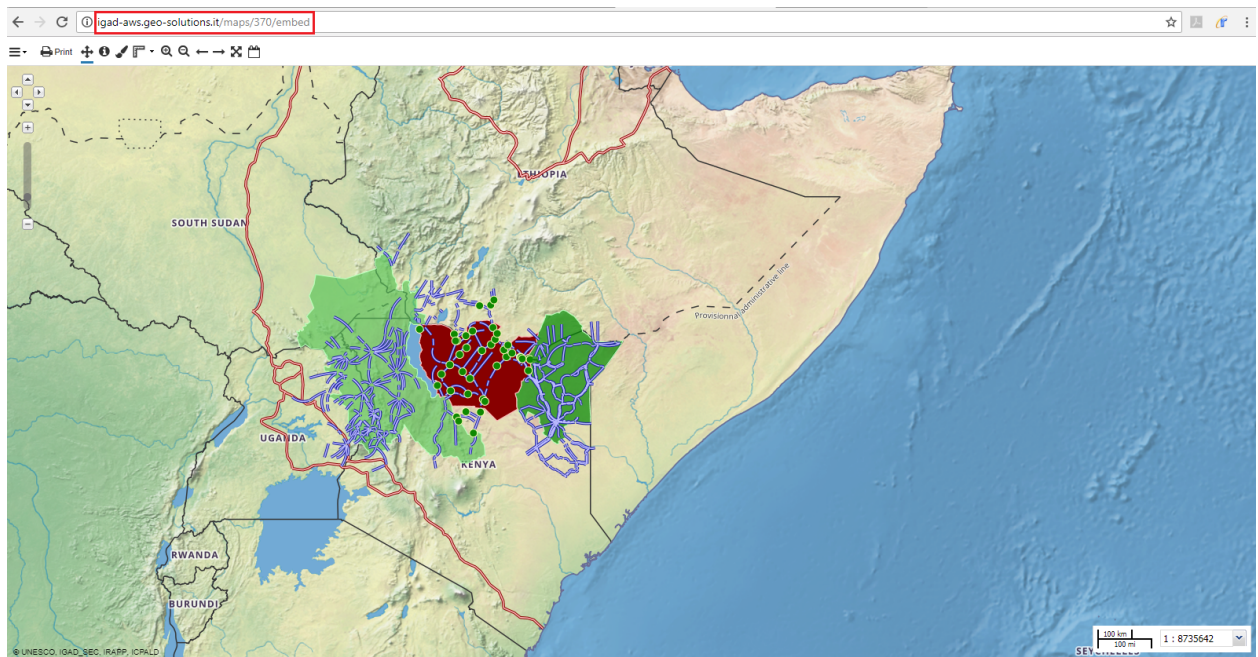 igad-aws.geo-solutions.it/maps/370/embed
Print
ETHIOPIA
SOUTH SUDAN
Provisionnal administrative line
UGANDA
KENYA
RWANDA
BURUNDI
100 km
100 mi
1 : 8735642
SEYCHELLES
© UNESCO, IGAD_SEC, IRAPP, ICPALD